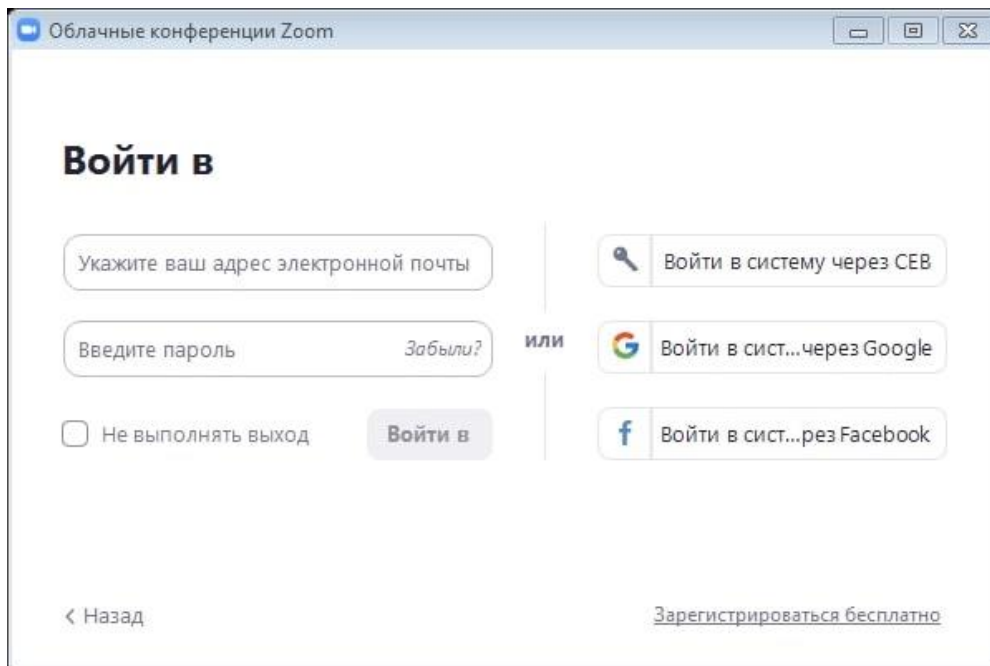 Облачные конференции Zoom
Войти в
Укажите ваш адрес электронной почты
Введите пароль
Забыли?
Не выполнять выход
Войти в
или
Войти в систему через СЕВ
Войти в сист...через Google
Войти в сист...рез Facebook
< Назад
Зарегистрироваться бесплатно